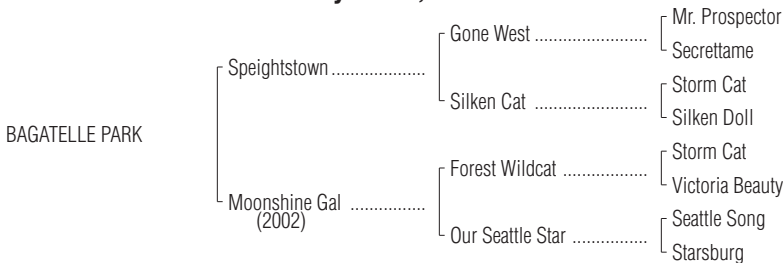 Mr. Prospector
Gone West ........................
Secrettame
Speightstown ....................
Storm Cat
Silken Cat ........................
Silken Doll
BAGATELLE PARK
Storm Cat
Forest Wildcat ..................
Victoria Beauty
Moonshine Gal ................
(2002)
Seattle Song
Our Seattle Star ................
Starsburg